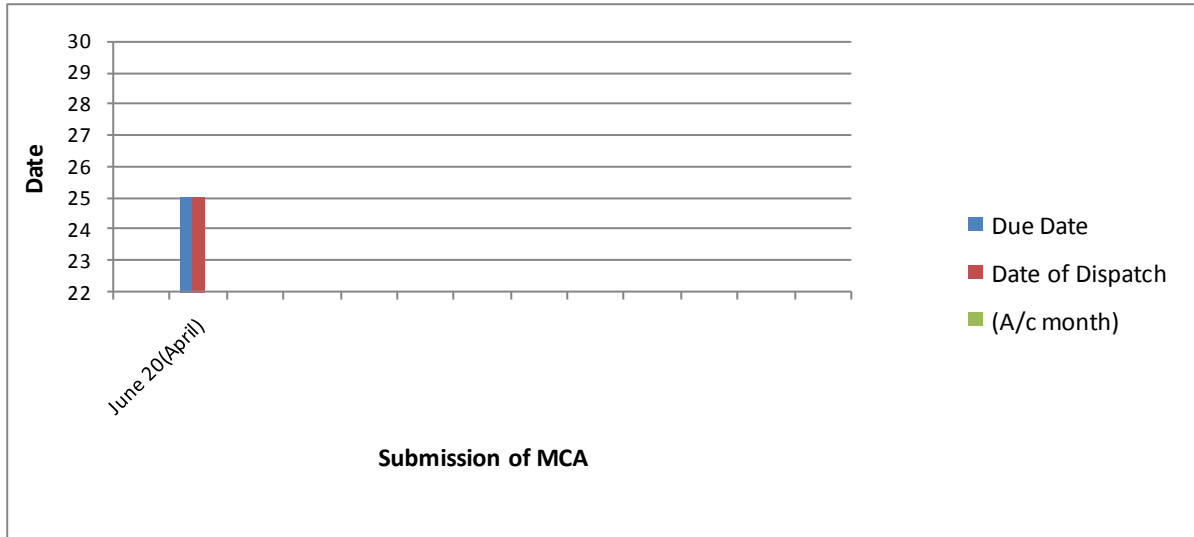 30
29
28
27
26
25
24
23
22
Date
June 20(April)
Submission of MCA
Due Date
Date of Dispatch
(A/c month)